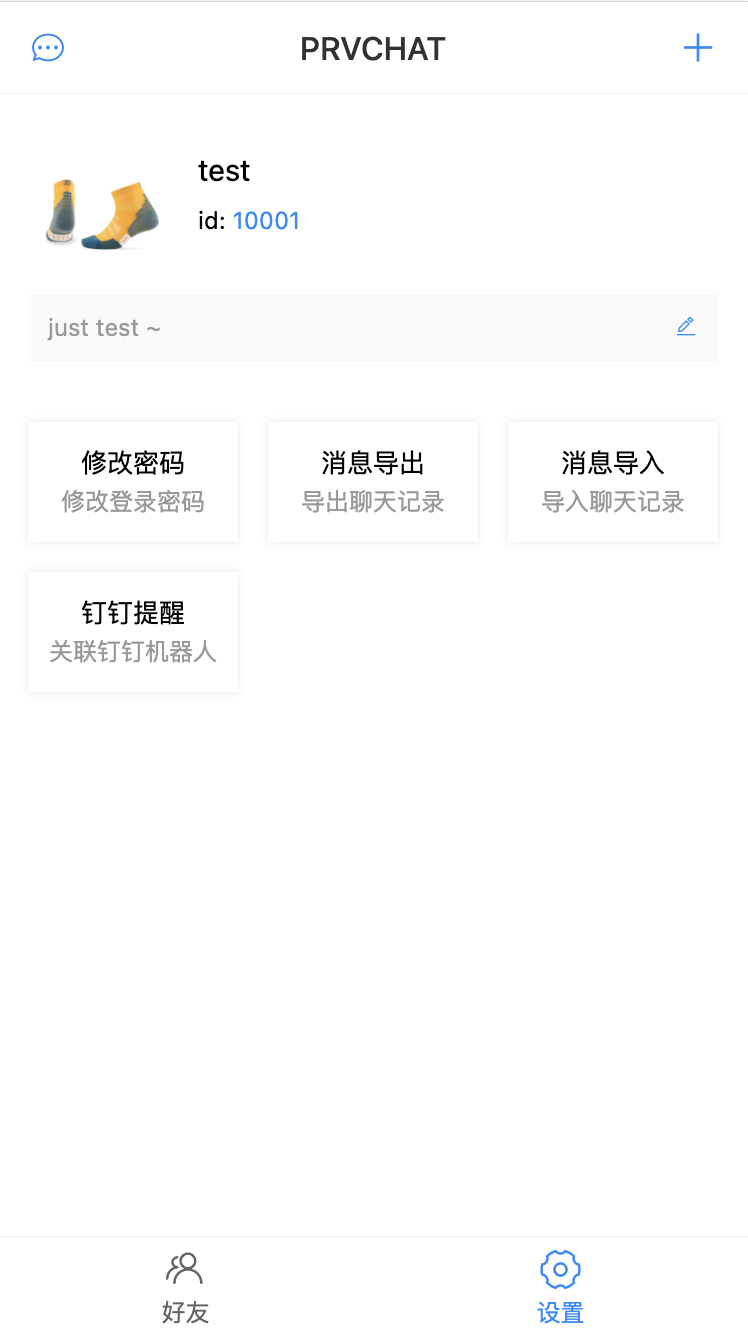 PRVCHAT
test
id: 10001
just test ~
修改密码
修改登录密码
消息导出
导出聊天记录
消息导入
导入聊天记录
钉钉提醒
关联钉钉机器人
好友
设置